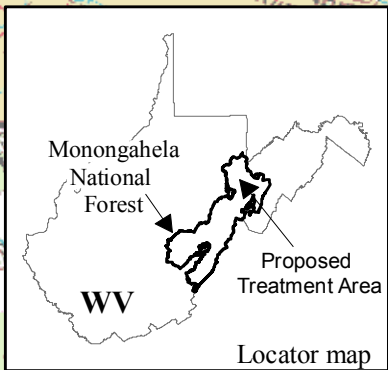 Monongahela
National
Forest
Proposed
Treatment Area
WV
Locator map